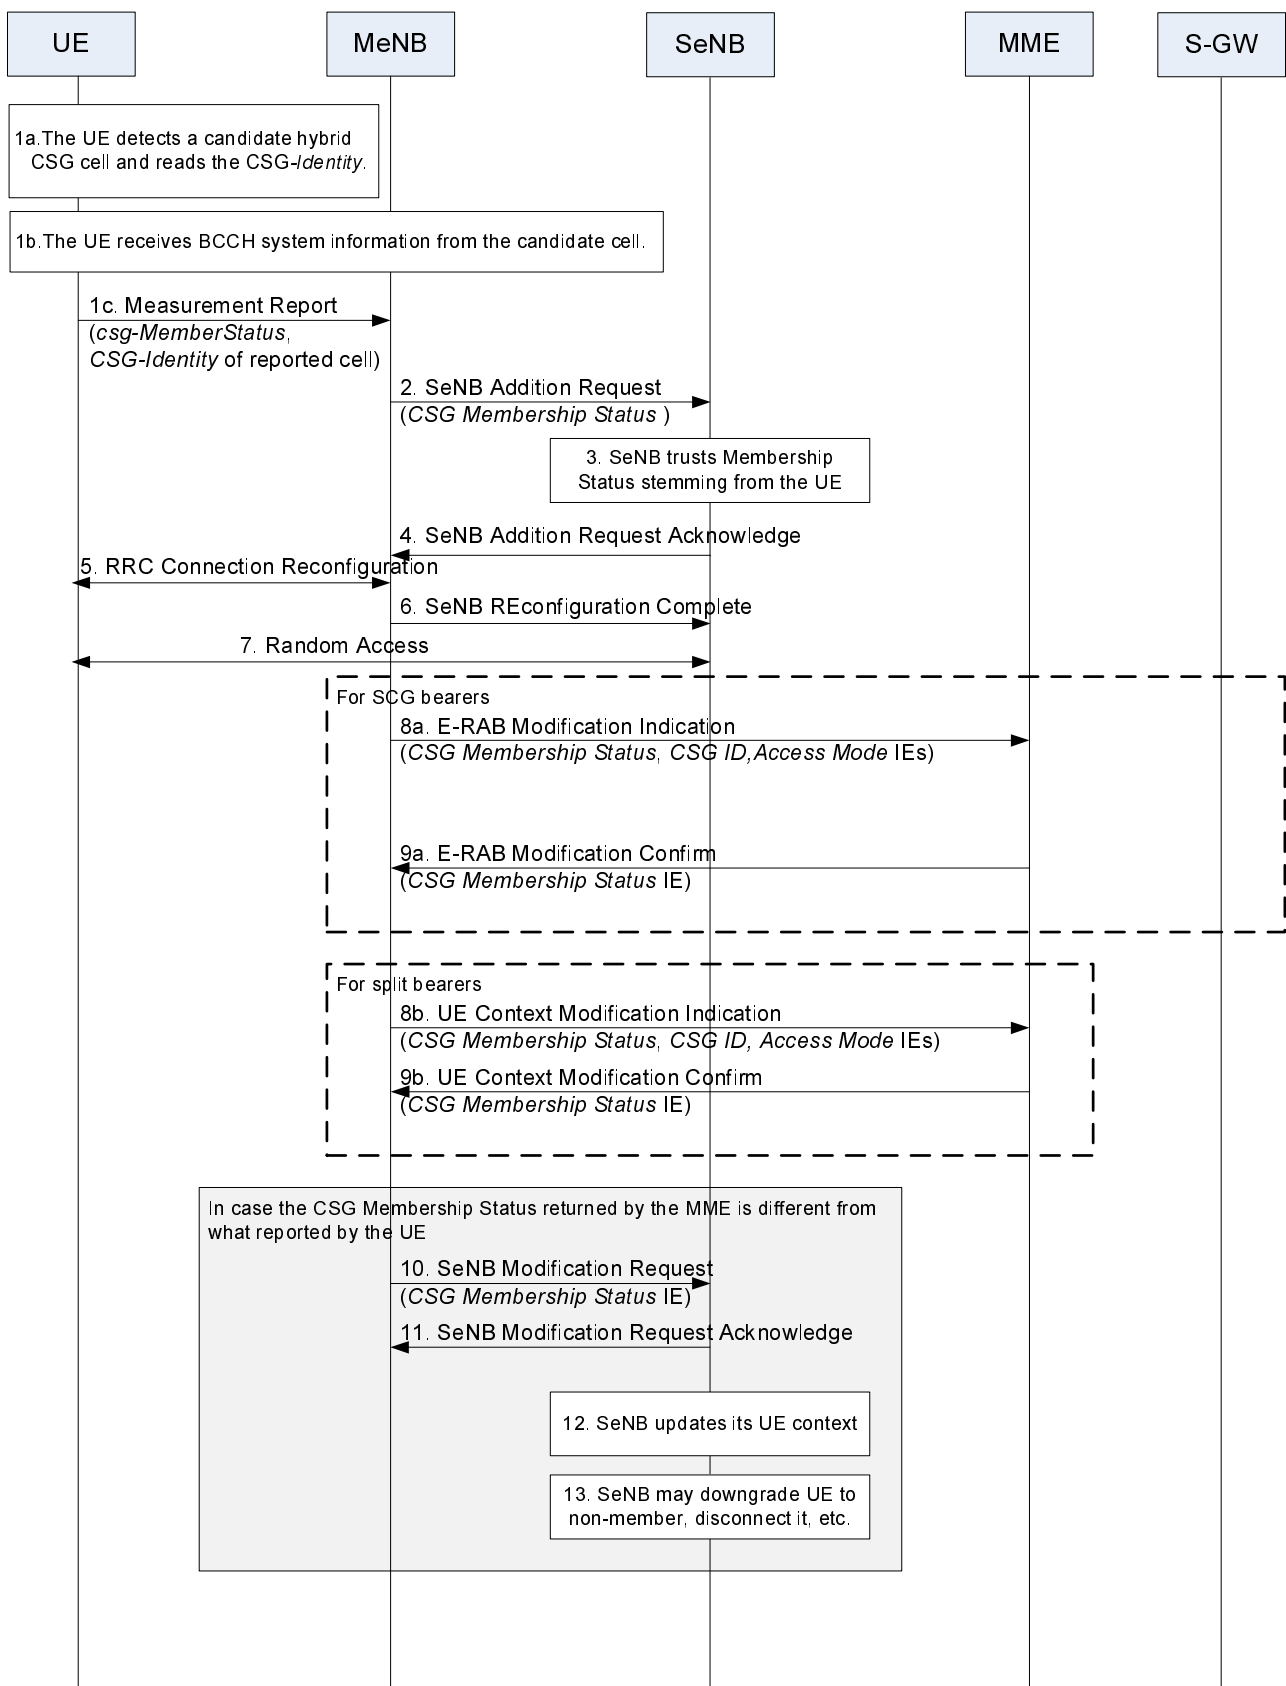 UE
MeNB
SeNB
MME
S-GW
1a.The UE detects a candidate hybrid
CSG cell and reads the CSG-Identity.
1b.The UE receives BCCH system information from the candidate cell.
1c. Measurement Report
(csg-MemberStatus,
CSG-Identity of reported cell)
2. SeNB Addition Request
(CSG Membership Status )
3. SeNB trusts Membership
Status stemming from the UE
4. SeNB Addition Request Acknowledge
5. RRC Connection Reconfiguration
6. SeNB REconfiguration Complete
7. Random Access
For SCG bearers
8a. E-RAB Modification Indication
(CSG Membership Status, CSG ID,Access Mode IEs)
9a. E-RAB Modification Confirm
(CSG Membership Status IE)
For split bearers
8b. UE Context Modification Indication
(CSG Membership Status, CSG ID, Access Mode IEs)
9b. UE Context Modification Confirm
(CSG Membership Status IE)
In case the CSG Membership Status returned by the MME is different from
what reported by the UE
10. SeNB Modification Request
(CSG Membership Status IE)
11. SeNB Modification Request Acknowledge
12. SeNB updates its UE context
13. SeNB may downgrade UE to
non-member, disconnect it, etc.